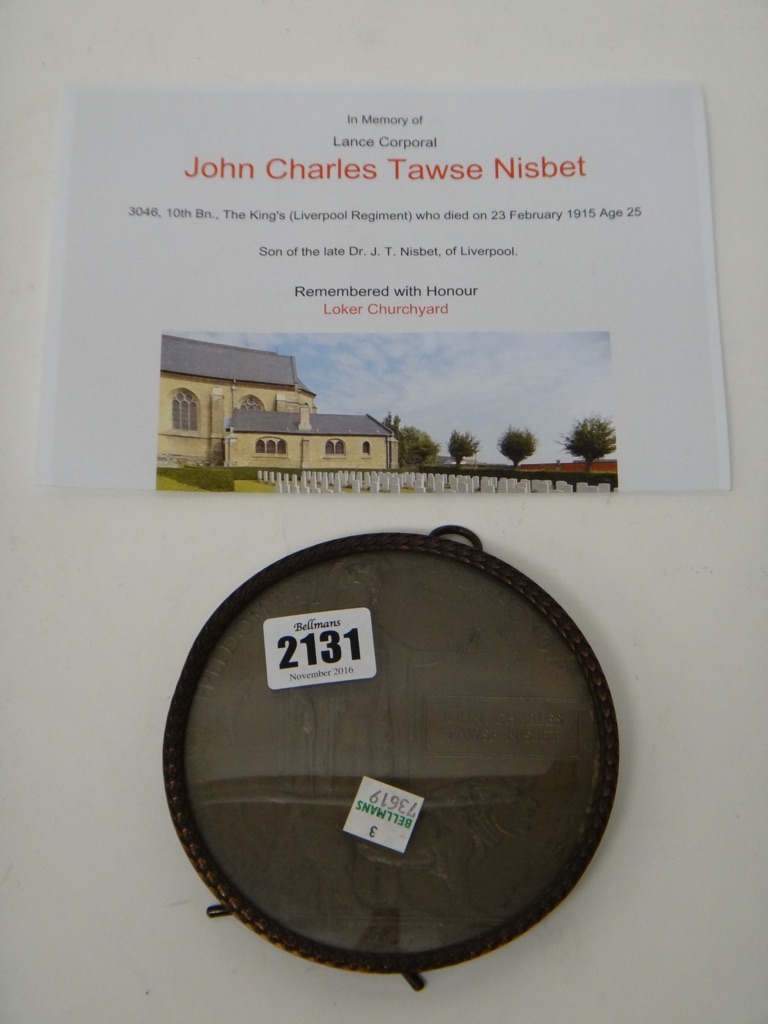 In Memory of
Lance Corporal
John Charles Tawse Nisbet
3046, 10th Bn., The King's (Liverpool Regiment) who died on 23 February 1915 Age 25
Son of the late Dr. J. T. Nisbet, of Liverpool.
Remembered with Honour
Loker Churchyard
Bellmans
2131
November 2016
JOHN CHARLES
TAWSE NISBET
3
BELLMANS
73619